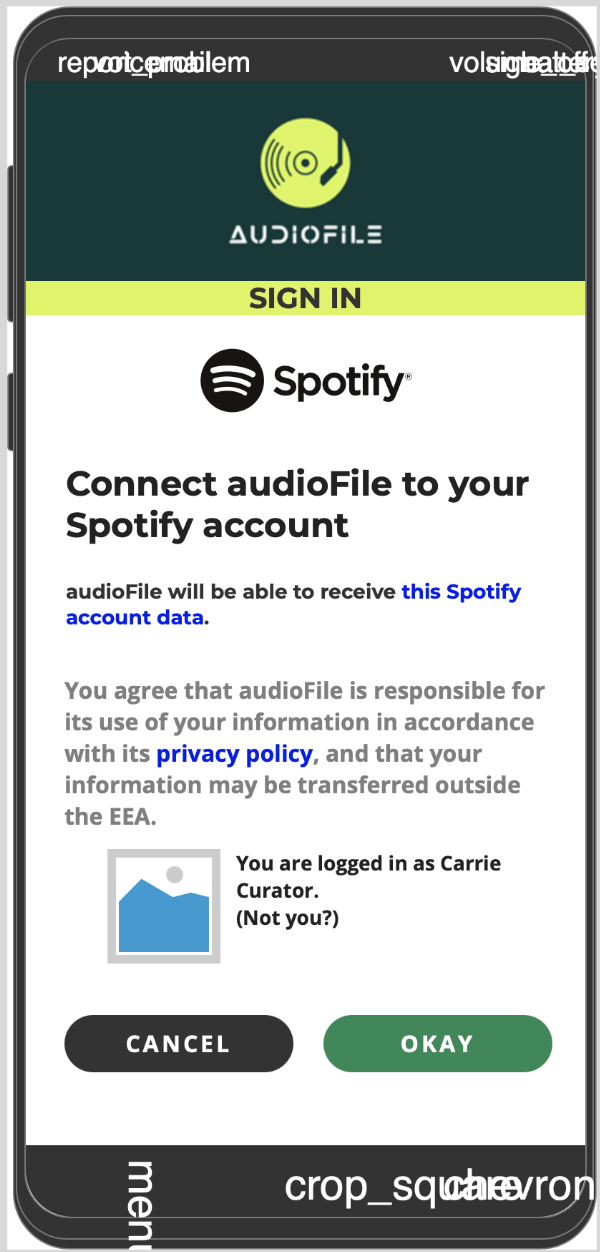 report_problem voicemail
AUDIOFILE
SIGN IN
Spotify®
Connect audioFile to your
Spotify account
audioFile will be able to receive this Spotify
account data.
You agree that audioFile is responsible for
its use of your information in accordance
with its privacy policy, and that your
information may be transferred outside
the EEA.
You are logged in as Carrie
Curator.
(Not you?)
CANCEL OKAY
menu crop_square chevron